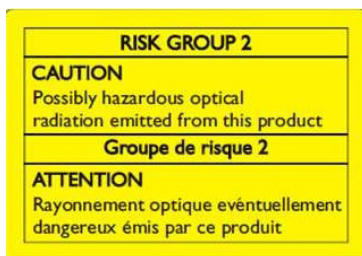 RISK GROUP 2
CAUTION
Possibly hazardous optical
radiation emitted from this product
Groupe de risque 2
ATTENTION
Rayonnement optique evéntuellement
dangereux émis par ce produit